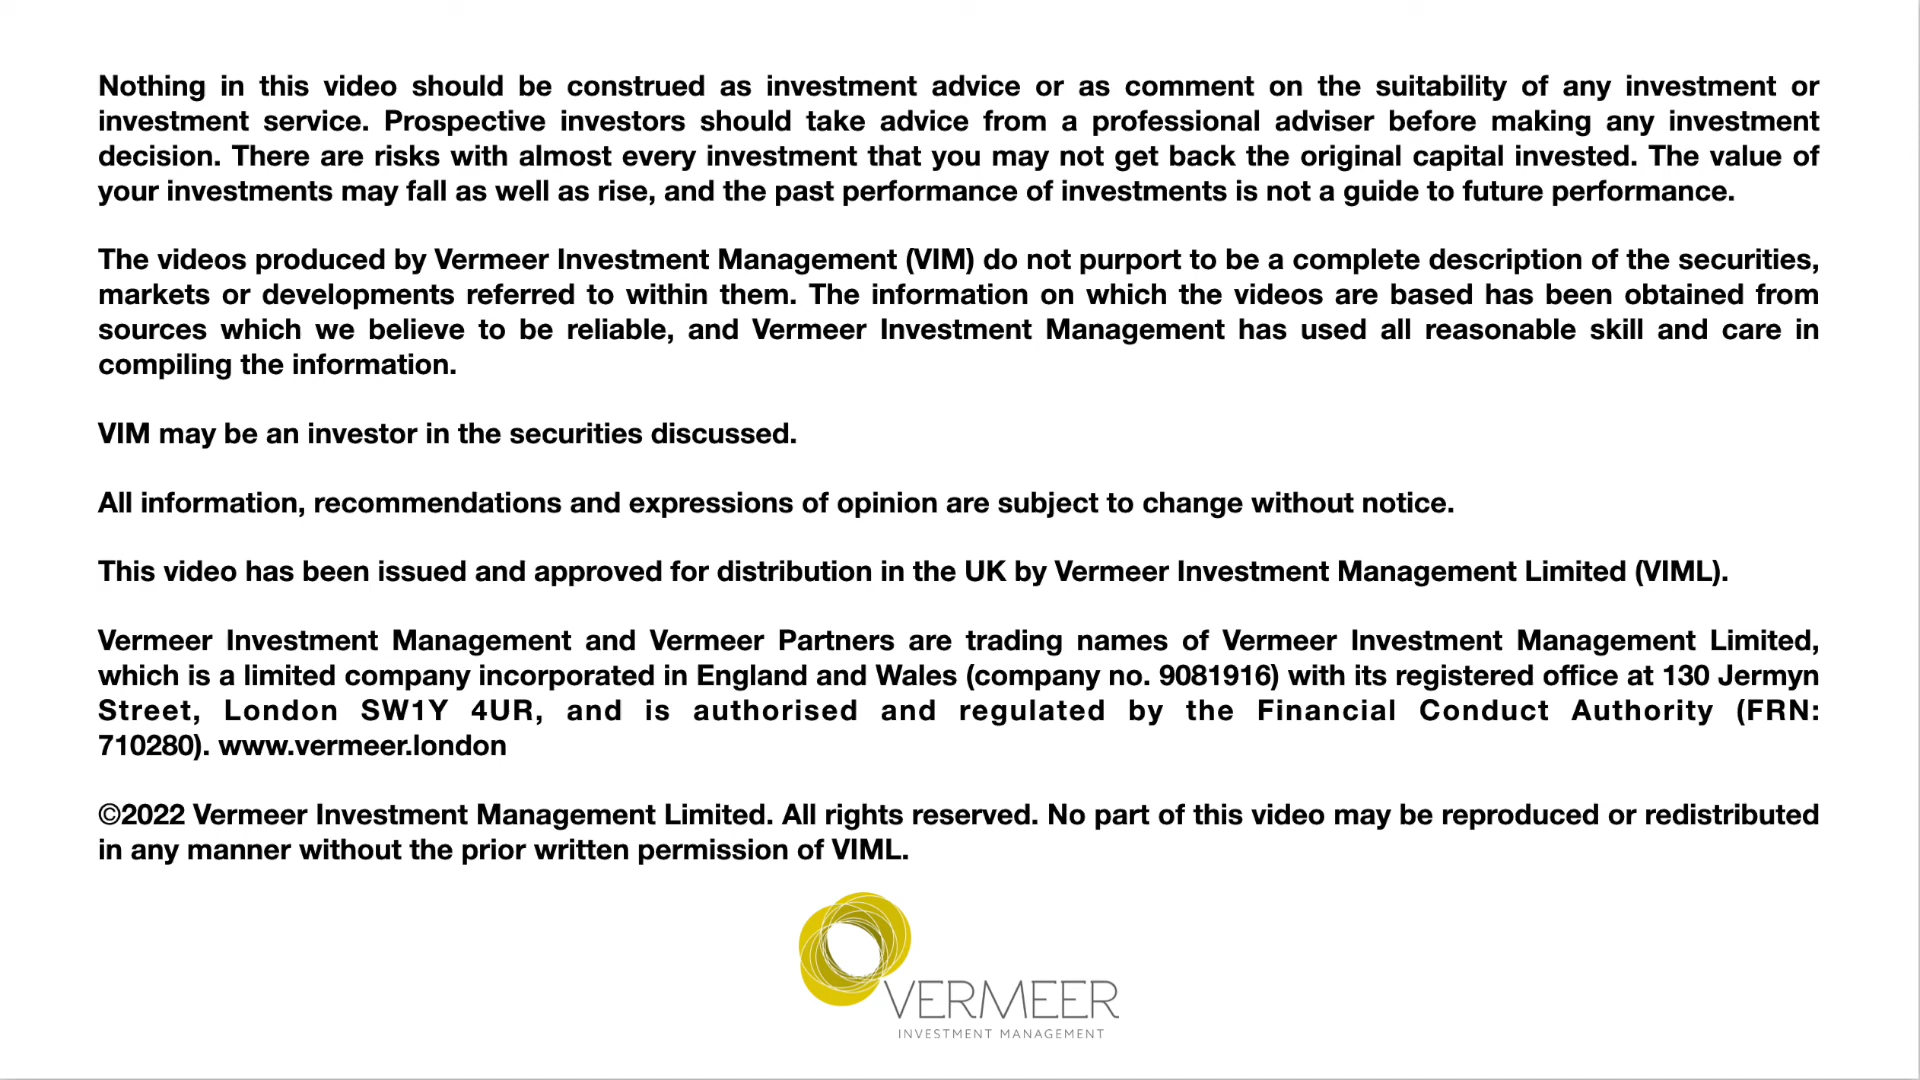 Nothing in this video should be construed as investment advice or as comment on the suitability of any investment or
investment service. Prospective investors should take advice from a professional adviser before making any investment
decision. There are risks with almost every investment that you may not get back the original capital invested. The value of
your investments may fall as well as rise, and the past performance of investments is not a guide to future performance.
The videos produced by Vermeer Investment Management (VIM) do not purport to be a complete description of the securities,
markets or developments referred to within them. The information on which the videos are based has been obtained from
sources which we believe to be reliable, and Vermeer Investment Management has used all reasonable skill and care in
compiling the information.
VIM may be an investor in the securities discussed.
All information, recommendations and expressions of opinion are subject to change without notice.
This video has been issued and approved for distribution in the UK by Vermeer Investment Management Limited (VIML).
Vermeer Investment Management and Vermeer Partners are trading names of Vermeer Investment Management Limited,
which is a limited company incorporated in England and Wales (company no. 9081916) with its registered office at 130 Jermyn
Street, London SW1Y 4UR, and is authorised and regulated by the Financial Conduct Authority (FRN:
710280). www.vermeer.london
©2022 Vermeer Investment Management Limited. All rights reserved. No part of this video may be reproduced or redistributed
in any manner without the prior written permission of VIML.
VERMEER
INVESTMENT MANAGEMENT